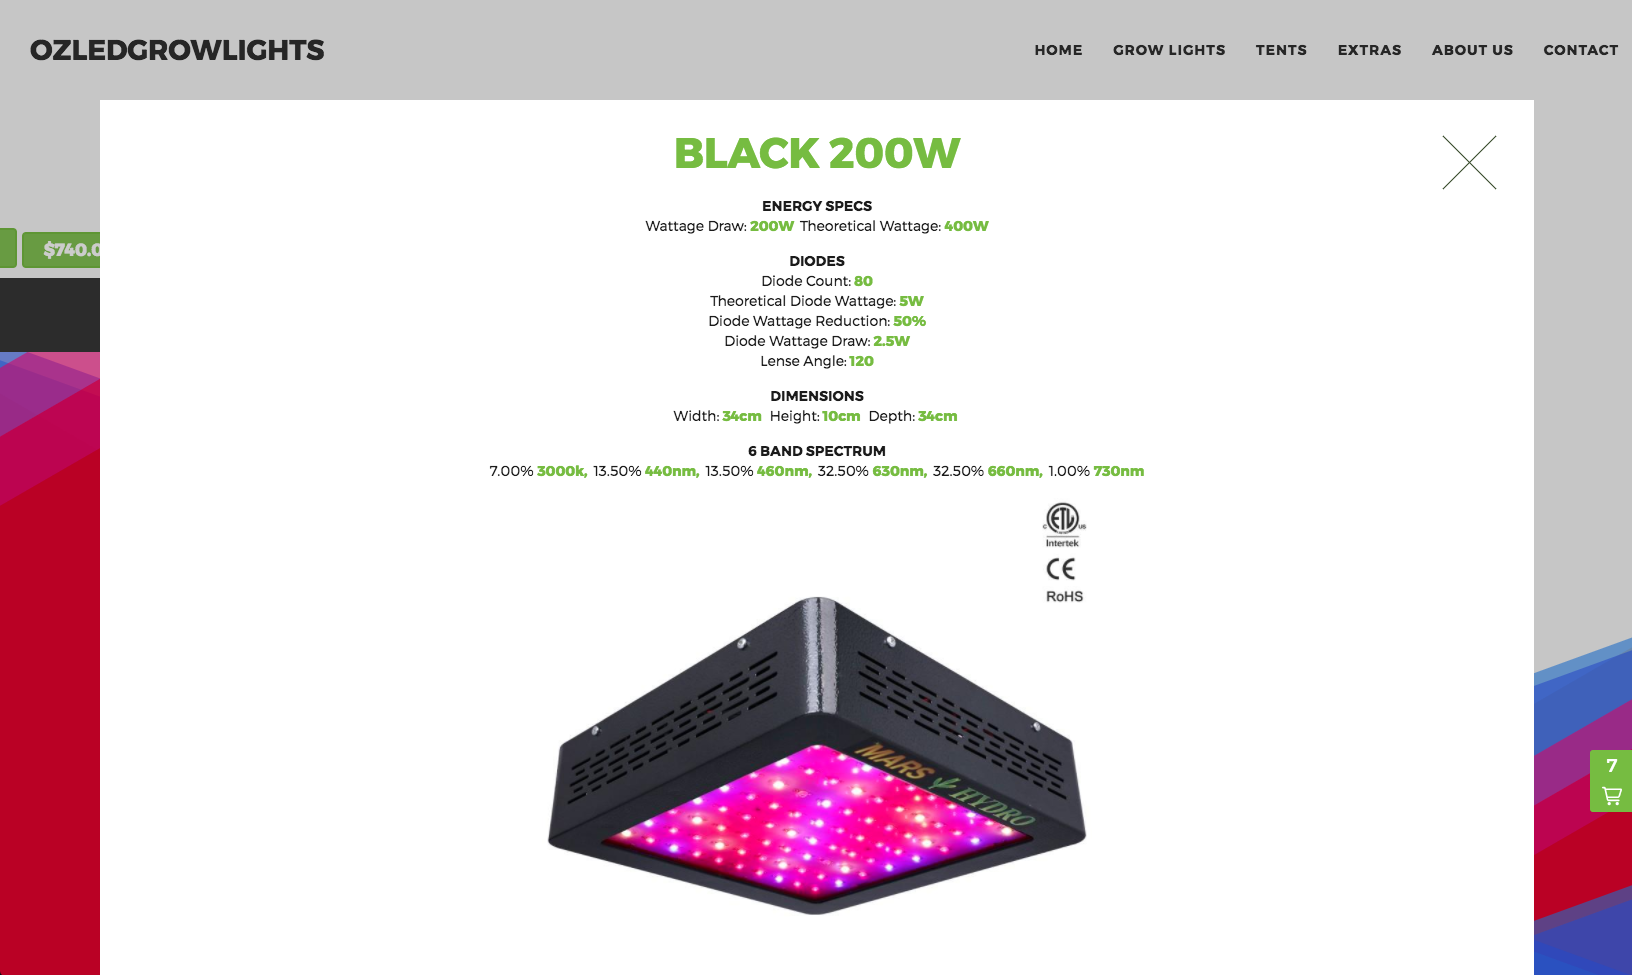 OZLEDGROWLIGHTS
HOME GROW LIGHTS TENTS EXTRAS ABOUT US CONTACT
BLACK 200W
ENERGY SPECS
Wattage Draw: 200W Theoretical Wattage: 400W
DIODES
Diode Count: 80
Theoretical Diode Wattage: 5W
Diode Wattage Reduction: 50%
Diode Wattage Draw: 2.5W
Lense Angle: 120
DIMENSIONS
Width: 34cm Height: 10cm Depth: 34cm
6 BAND SPECTRUM
7.00% 3000k, 13.50% 440nm, 13.50% 460nm, 32.50% 630nm, 32.50% 660nm, 1.00% 730nm
$740.0
C ETL US
Intertek
CE
RoHS
MARS HYDRO
7